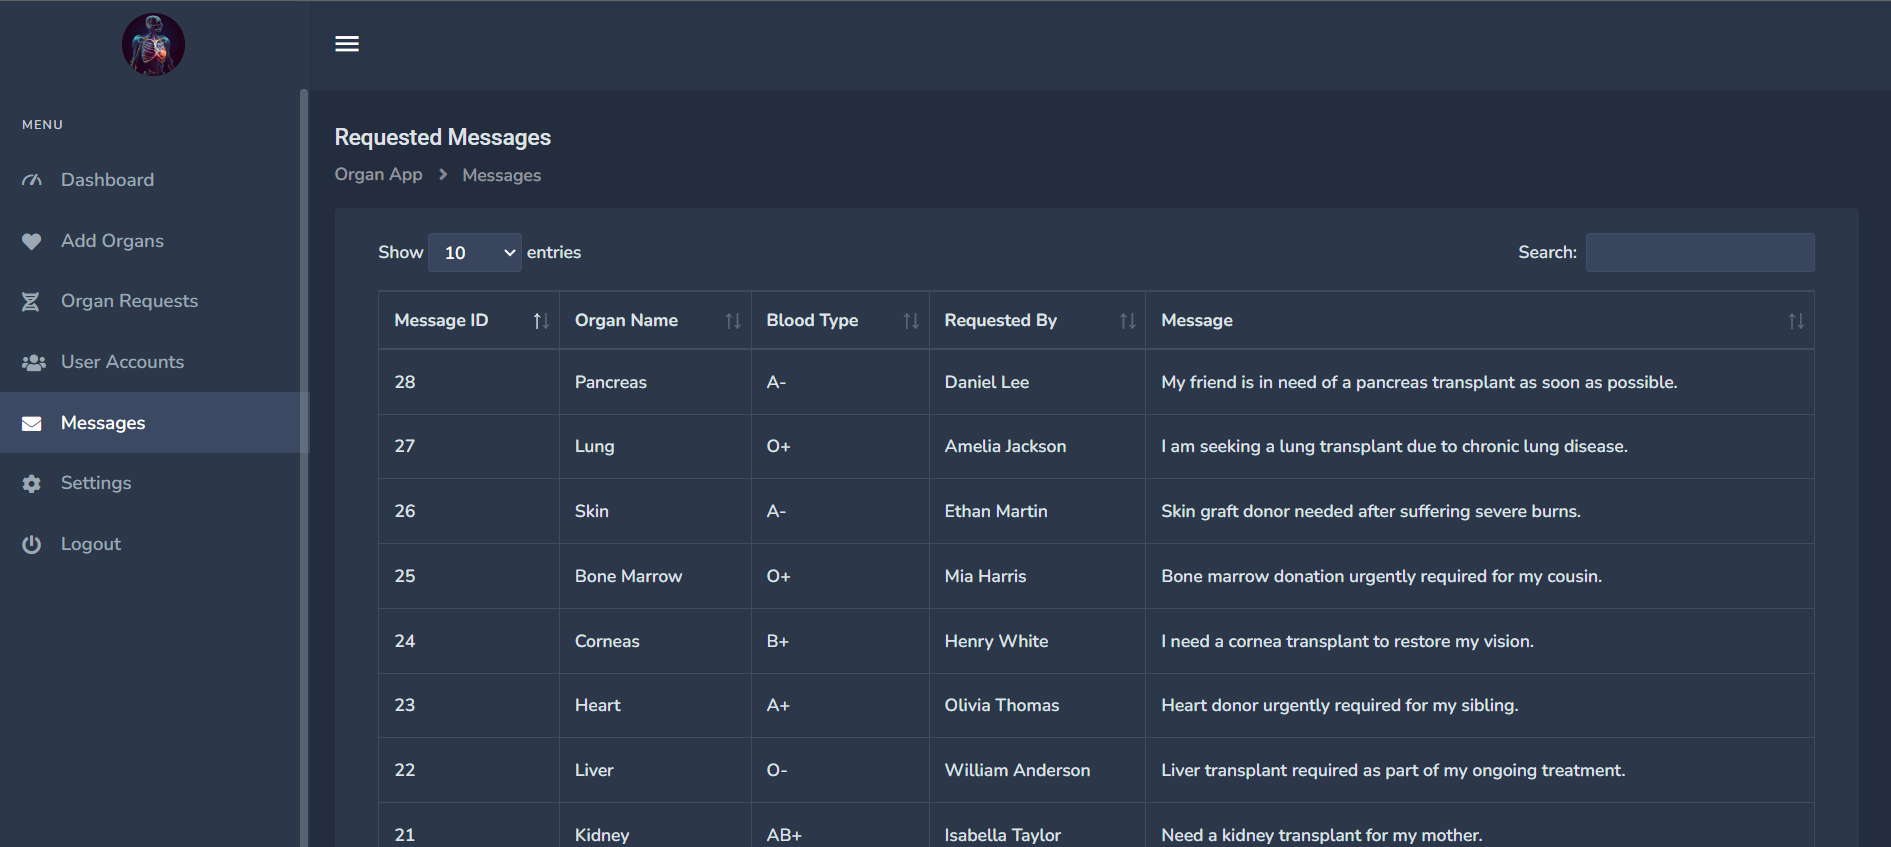 MENU
Dashboard
Add Organs
Organ Requests
User Accounts
Messages
Settings
Logout
Requested Messages
Organ App > Messages
Show 10 entries
Search:
Message ID Organ Name Blood Type Requested By Message
28 Pancreas A- Daniel Lee My friend is in need of a pancreas transplant as soon as possible.
27 Lung O+ Amelia Jackson I am seeking a lung transplant due to chronic lung disease.
26 Skin A- Ethan Martin Skin graft donor needed after suffering severe burns.
25 Bone Marrow O+ Mia Harris Bone marrow donation urgently required for my cousin.
24 Corneas B+ Henry White I need a cornea transplant to restore my vision.
23 Heart A+ Olivia Thomas Heart donor urgently required for my sibling.
22 Liver O- William Anderson Liver transplant required as part of my ongoing treatment.
21 Kidney AB+ Isabella Taylor Need a kidney transplant for my mother.